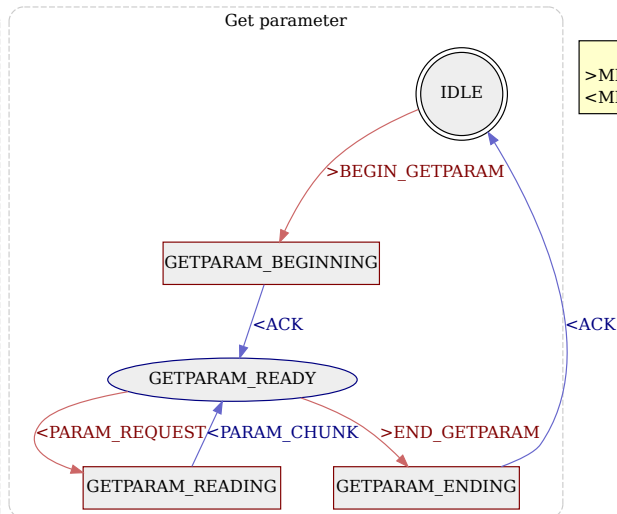 Get parameter
IDLE
>BEGIN_GETPARAM
GETPARAM_BEGINNING
<ACK
<ACK
GETPARAM_READY
<PARAM_REQUEST
<PARAM_CHUNK
>END_GETPARAM
GETPARAM_READING
GETPARAM_ENDING